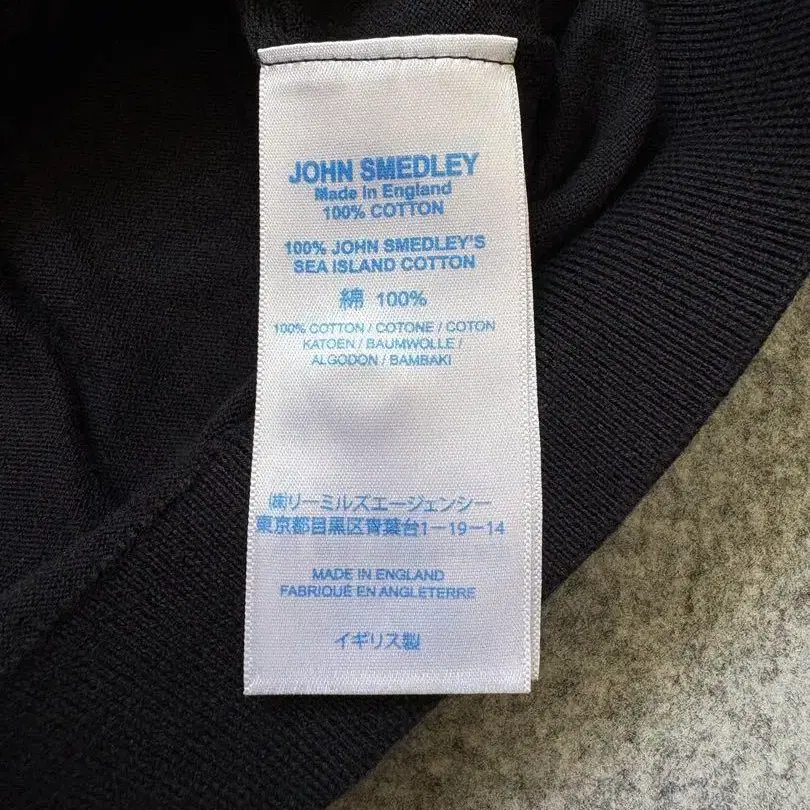 JOHN SMEDLEY
Made in England
100% COTTON
100% JOHN SMEDLEY'S
SEA ISLAND COTTON
綿 100%
100% COTTON / COTONE / COTON
KATOEN / BAUMWOLLE /
ALGODON / BAMBAKI
㈱リーミルズエージェンシー
東京都目黒区青葉台1－19－14
MADE IN ENGLAND
FABRIQUÉ EN ANGLETERRE
イギリス製